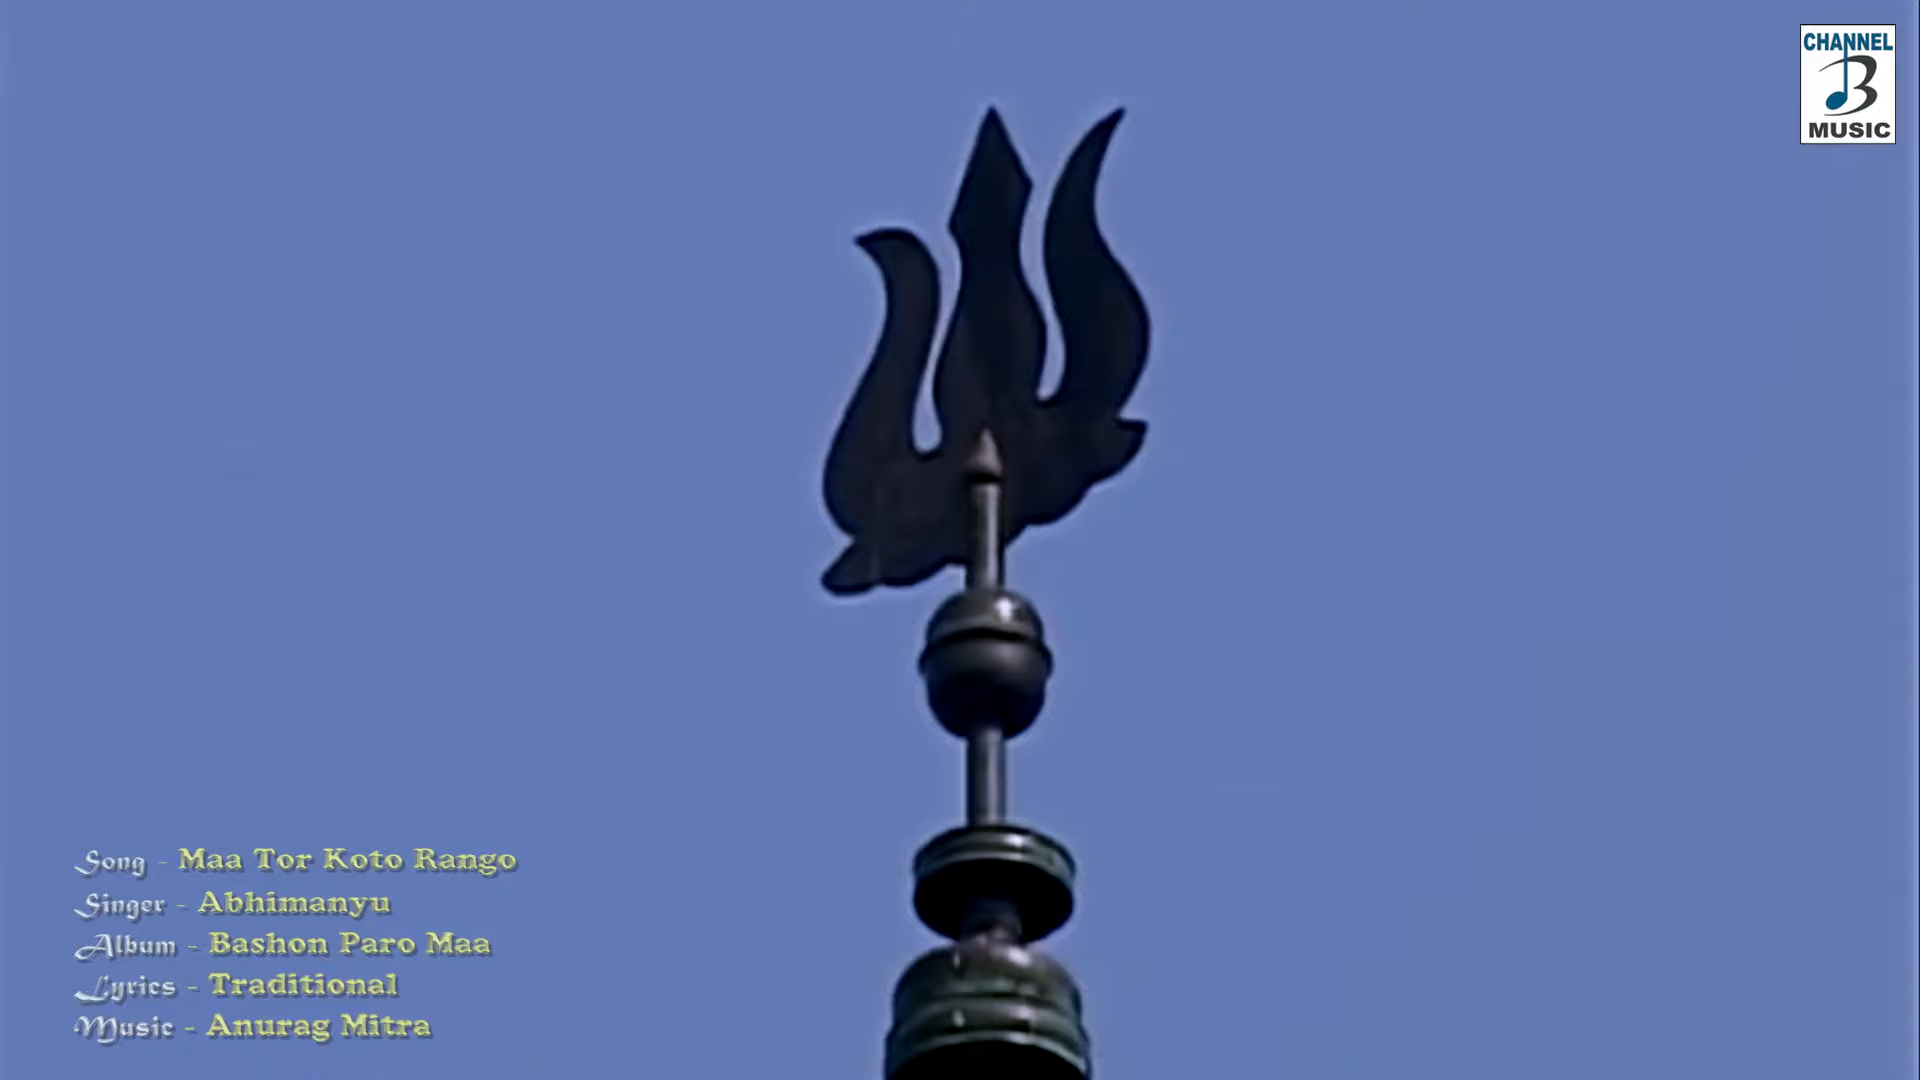 CHANNEL
B
MUSIC
Song - Maa Tor Koto Rango
Singer - Abhimanyu
Album - Bashon Paro Maa
Lyrics - Traditional
Music - Anurag Mitra